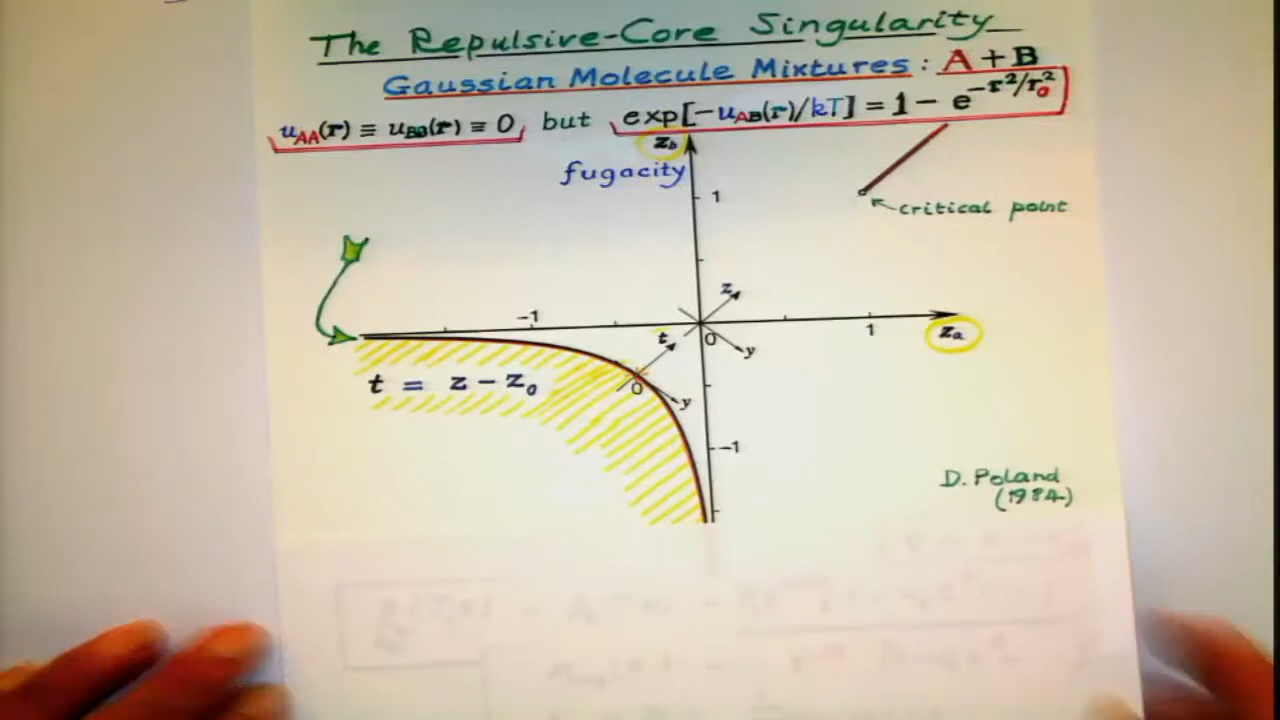 The Repulsive-Core Singularity
Gaussian Molecule Mixtures : A + B
u_AA(r) ≡ u_BB(r) ≡ 0, but exp[-u_AB(r)/kT] = 1 - e^{-r²/r₀²}
z_b
fugacity
1
critical point
z
-1
0
1
z_a
t
y
t = z - z₀
0
y
-1
D. Poland
(1984)